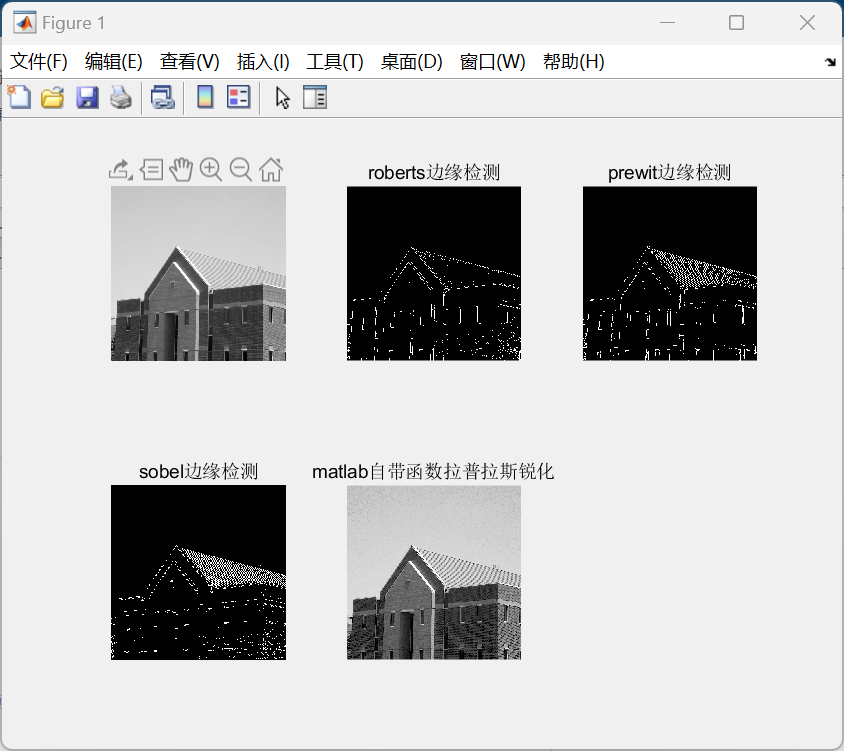 Figure 1
文件(F) 编辑(E) 查看(V) 插入(I) 工具(T) 桌面(D) 窗口(W) 帮助(H)
roberts边缘检测 prewit边缘检测
sobel边缘检测 matlab自带函数拉普拉斯锐化